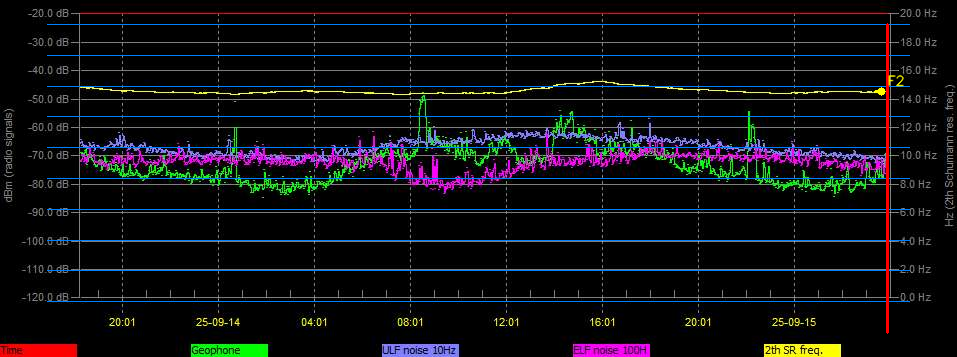 -20.0 dB 20.0 Hz
-30.0 dB 18.0 Hz
-40.0 dB 16.0 Hz
F2
-50.0 dB 14.0 Hz
-60.0 dB 12.0 Hz
-70.0 dB 10.0 Hz
-80.0 dB 8.0 Hz
-90.0 dB 6.0 Hz
-100.0 dB 4.0 Hz
-110.0 dB 2.0 Hz
-120.0 dB 0.0 Hz
dBm (radio signals)
Hz (2th Schumann res. freq.)
20:01 25-09-14 04:01 08:01 12:01 16:01 20:01 25-09-15
Time Geophone ULF noise 10Hz ELF noise 100H 2th SR freq.